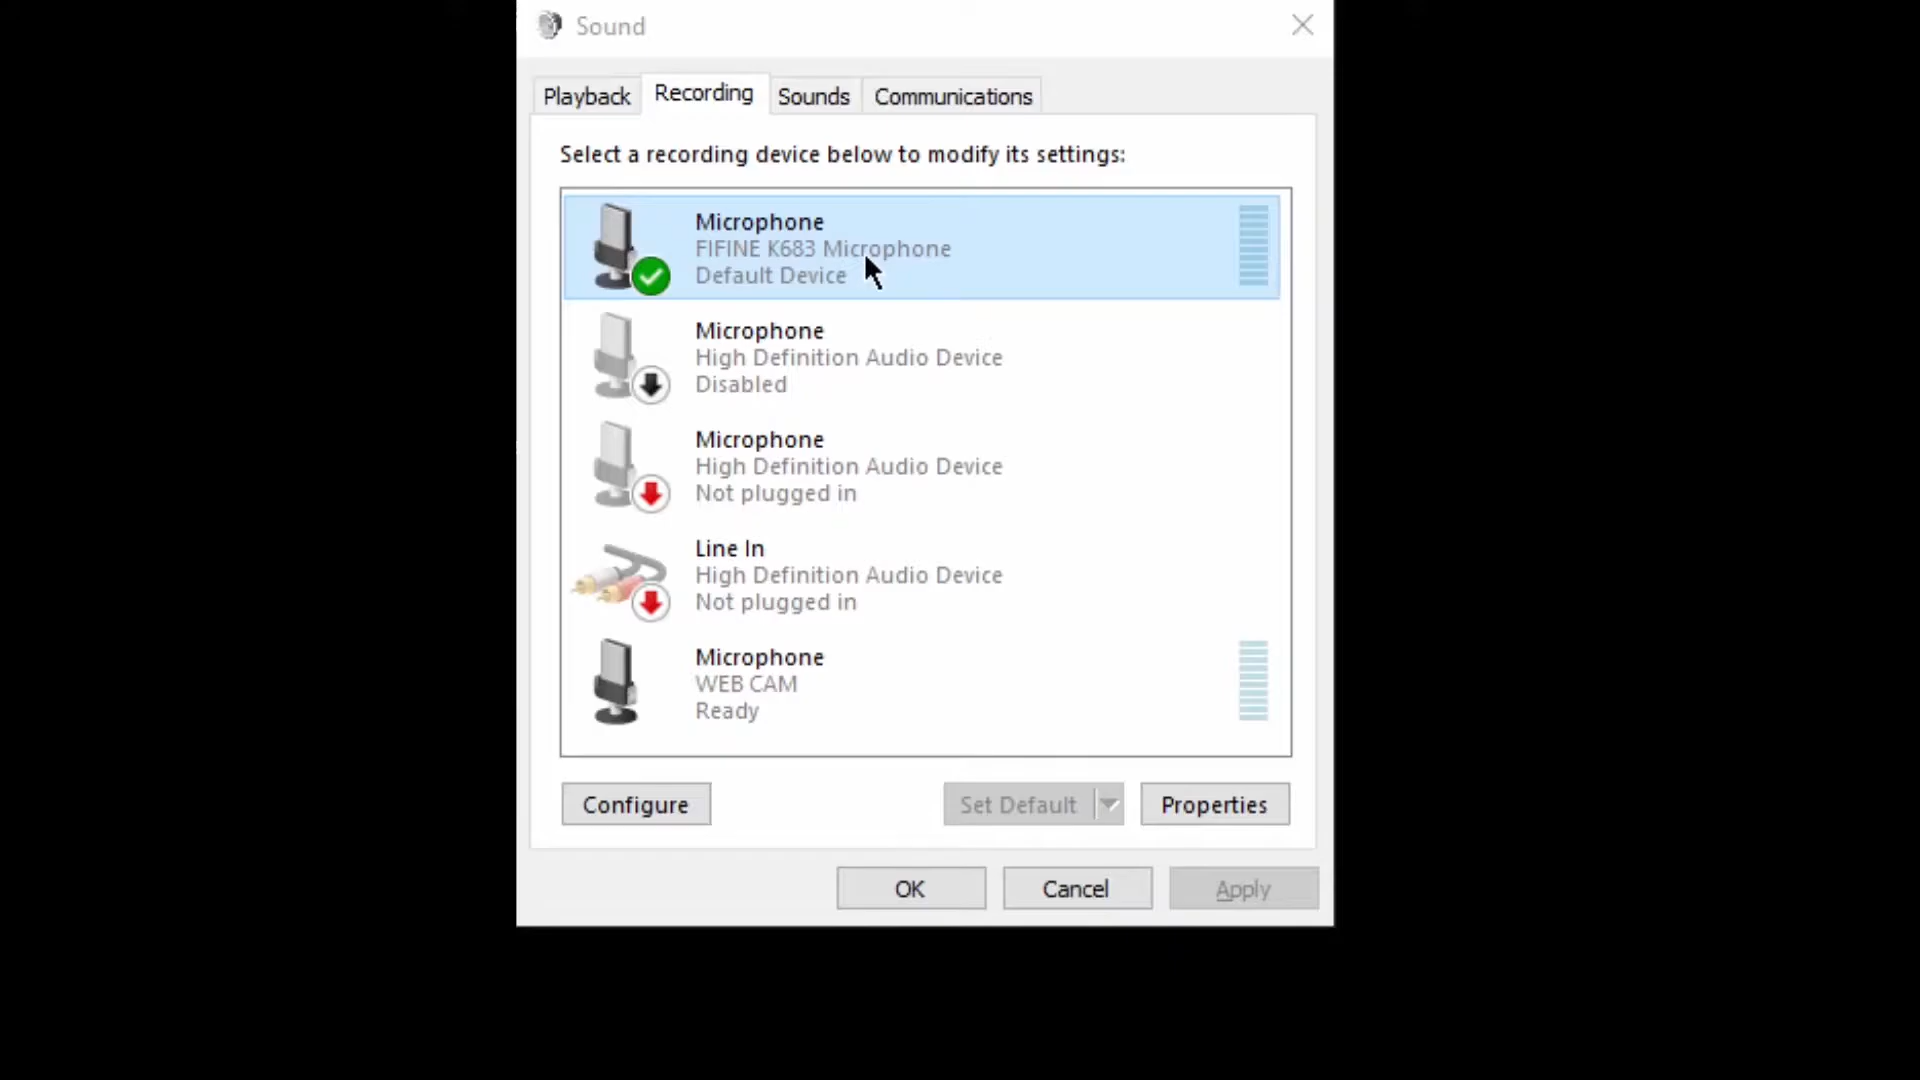 Sound
Playback
Recording
Sounds
Communications
Select a recording device below to modify its settings:
Microphone
FIFINE K683 Microphone
Default Device
Microphone
High Definition Audio Device
Disabled
Microphone
High Definition Audio Device
Not plugged in
Line In
High Definition Audio Device
Not plugged in
Microphone
WEB CAM
Ready
Configure
Set Default
Properties
OK
Cancel
Apply